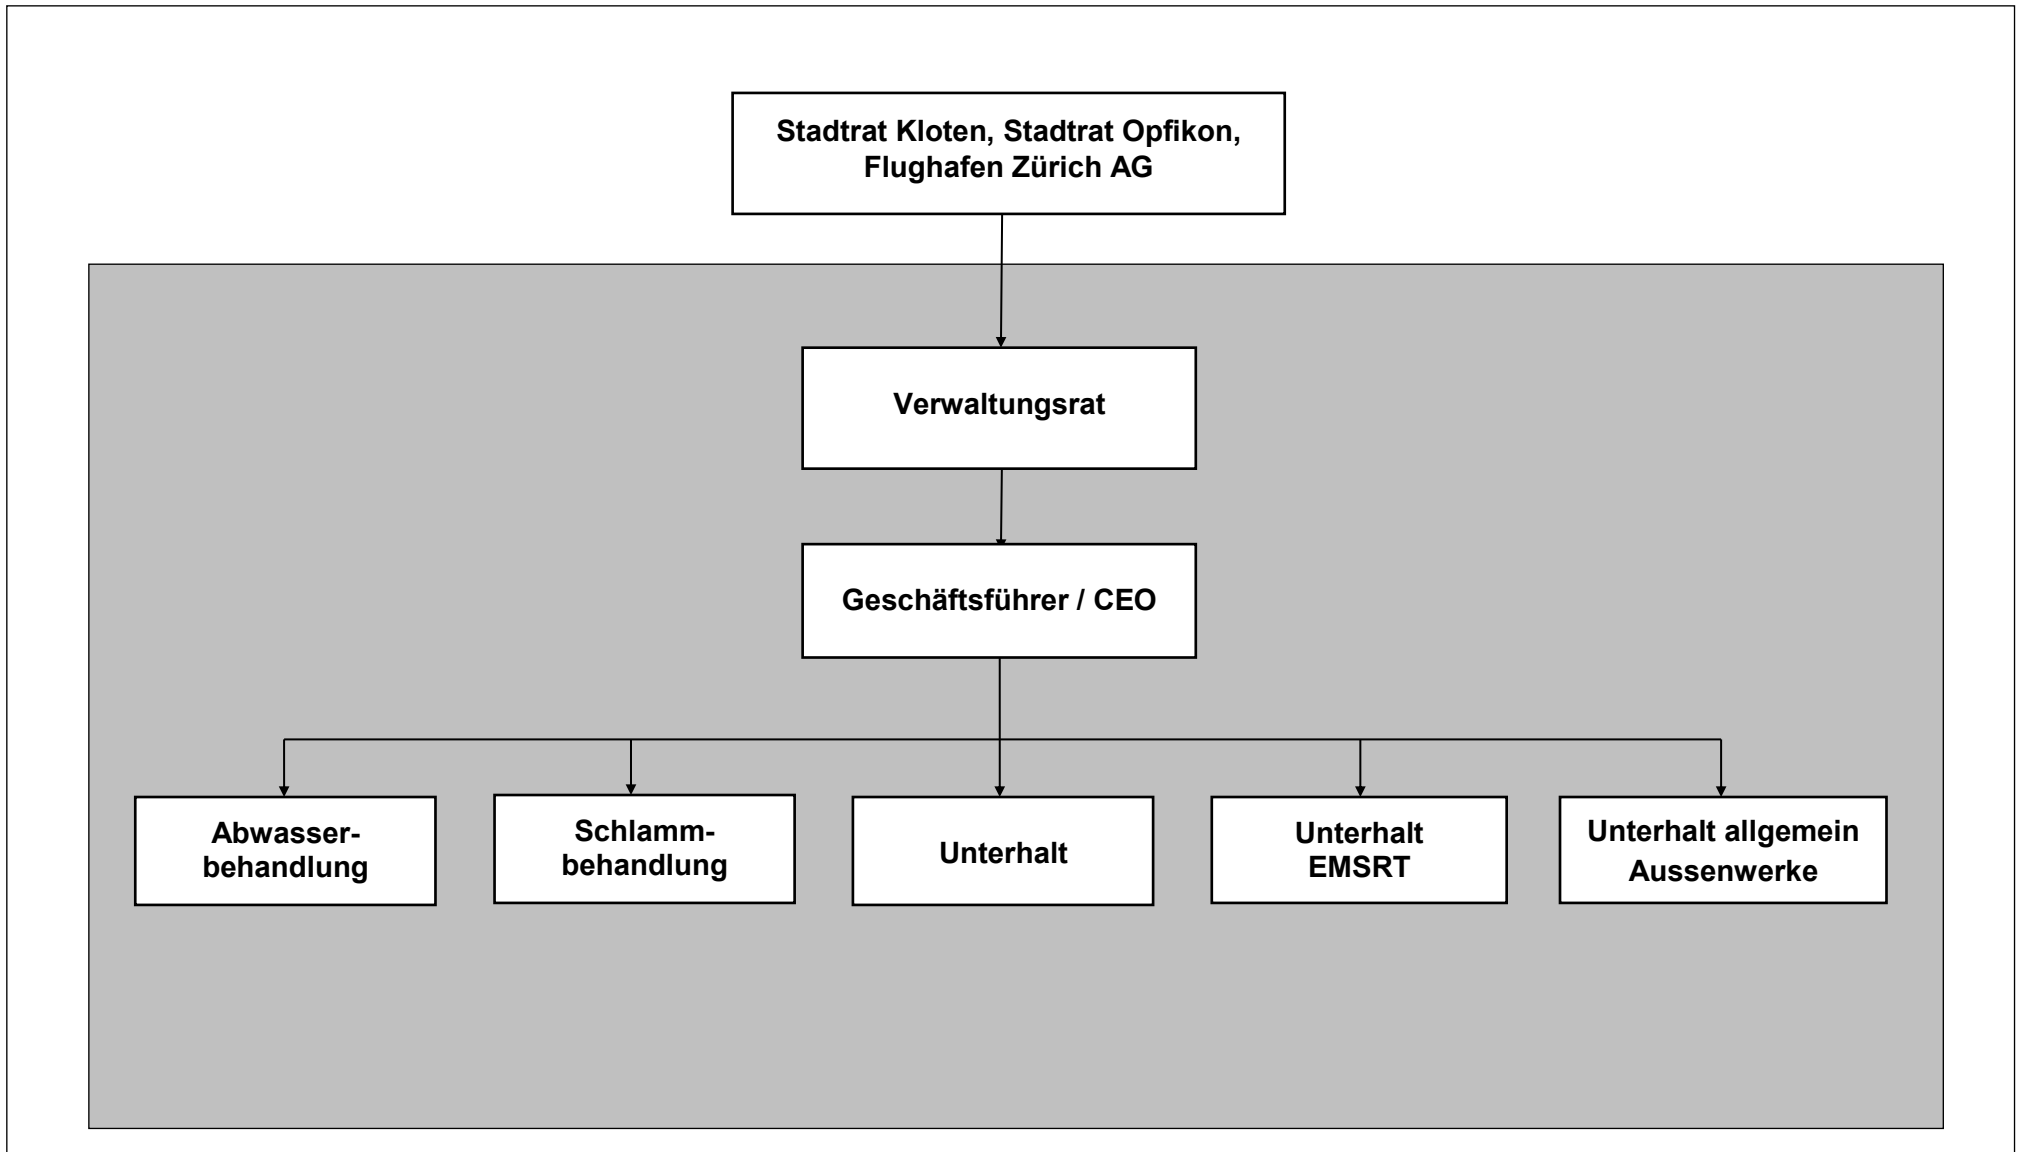 Stadtrat Kloten, Stadtrat Opfikon,
Flughafen Zürich AG
Verwaltungsrat
Geschäftsführer / CEO
Abwasser-
behandlung
Schlamm-
behandlung
Unterhalt
Unterhalt
EMSRT
Unterhalt allgemein
Aussenwerke